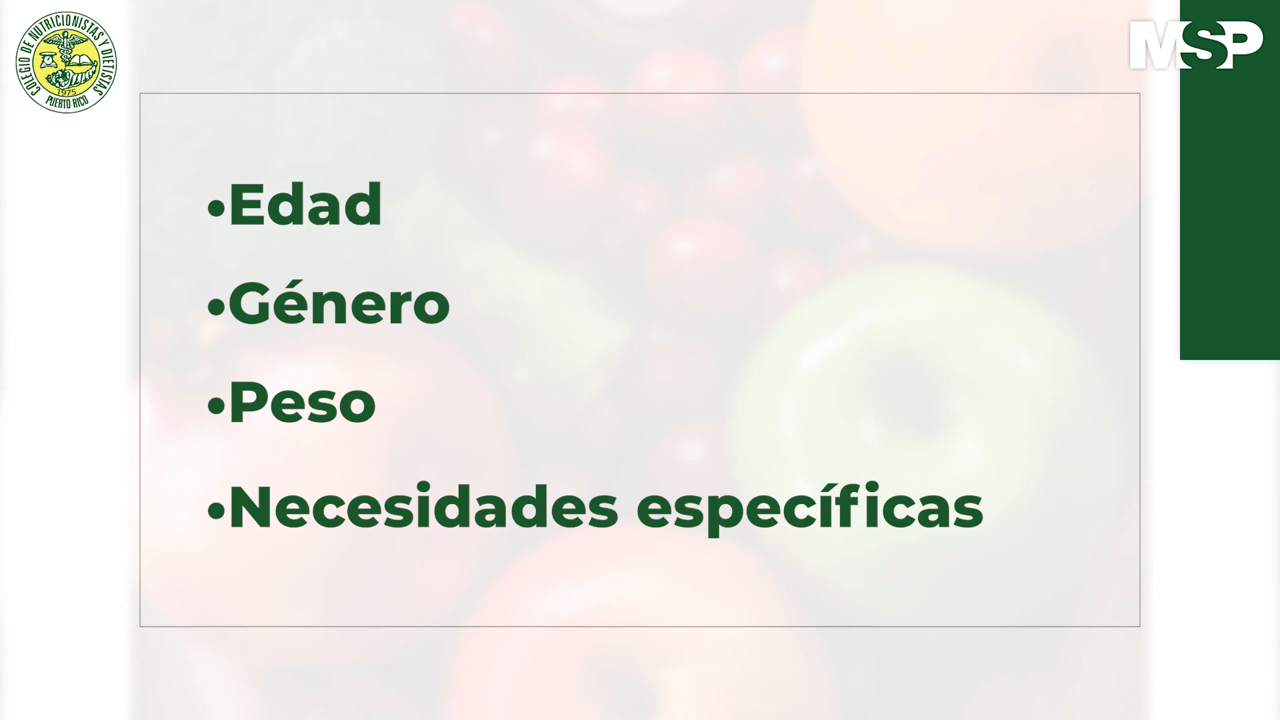 COLEGIO DE NUTRICIONISTAS Y DIETISTAS
1975
PUERTO RICO
MSP
•Edad
•Género
•Peso
•Necesidades específicas